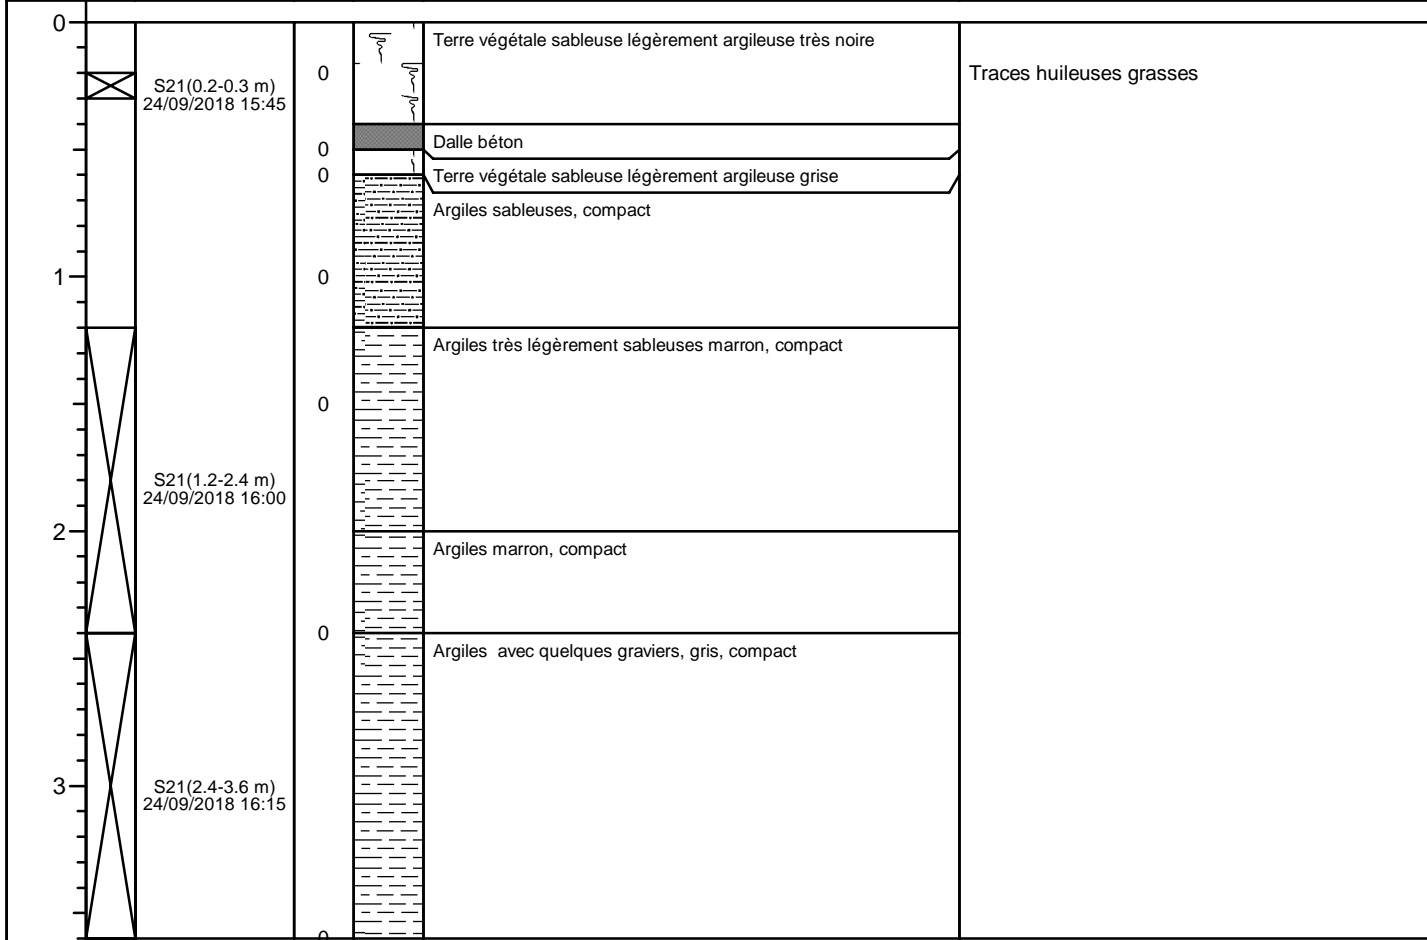 0
Terre végétale sableuse légèrement argileuse très noire
0
Traces huileuses grasses
S21(0.2-0.3 m)
24/09/2018 15:45
Dalle béton
0
0
Terre végétale sableuse légèrement argileuse grise
Argiles sableuses, compact
1
0
Argiles très légèrement sableuses marron, compact
0
S21(1.2-2.4 m)
24/09/2018 16:00
2
Argiles marron, compact
0
Argiles avec quelques graviers, gris, compact
3
S21(2.4-3.6 m)
24/09/2018 16:15
0